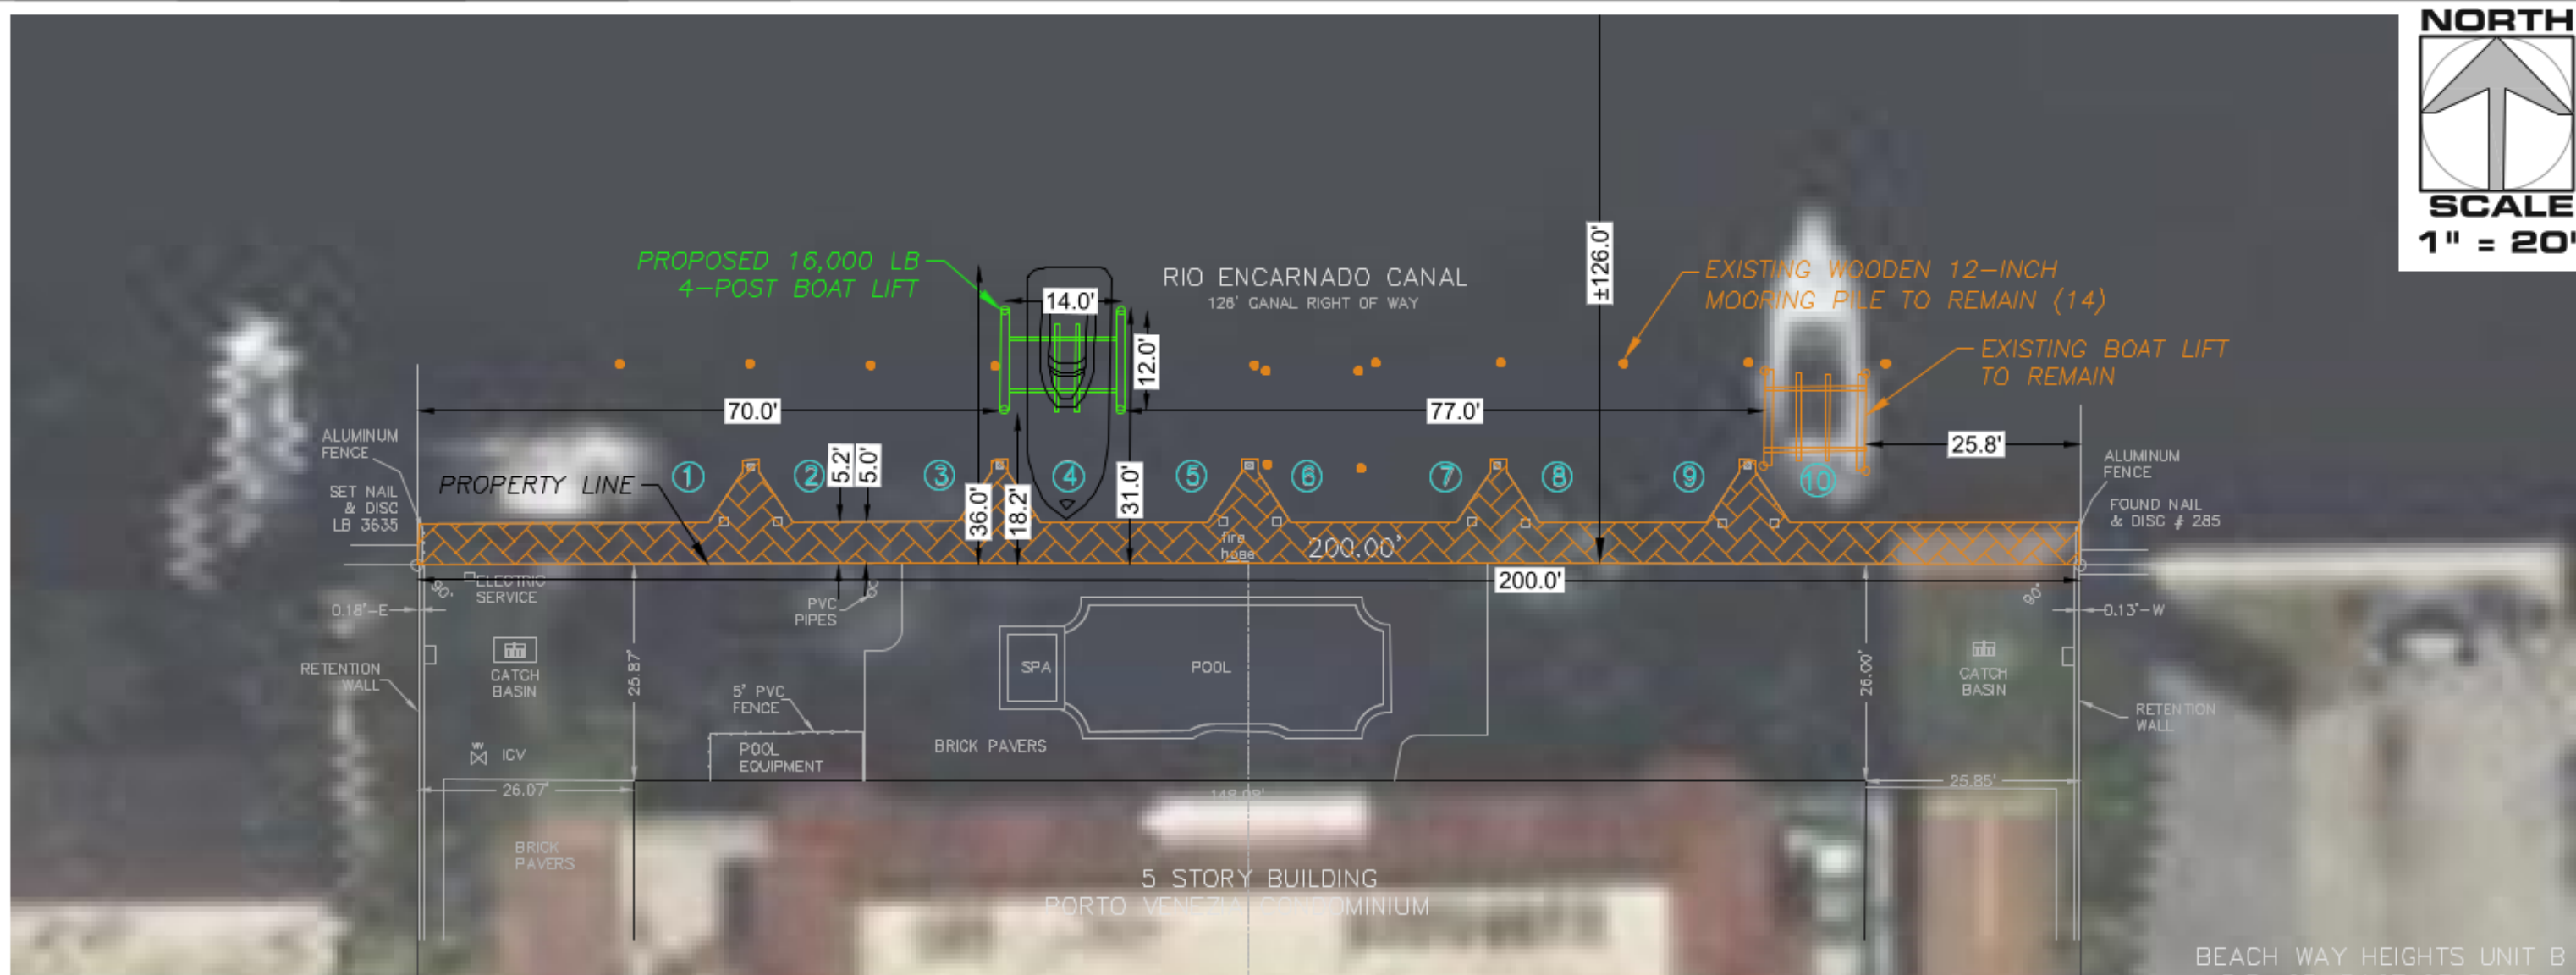 NORTH
SCALE
1" = 20'
PROPOSED 16,000 LB
4-POST BOAT LIFT
14.0'
RIO ENCARNADO CANAL
126' CANAL RIGHT OF WAY
±126.0'
EXISTING WOODEN 12-INCH
MOORING PILE TO REMAIN (14)
EXISTING BOAT LIFT
TO REMAIN
12.0'
70.0'
77.0'
25.8'
ALUMINUM
FENCE
SET NAIL
& DISC
LB 3635
PROPERTY LINE
1
2
5.2'
5.0'
3
36.0'
18.2'
4
31.0'
5
6
7
8
9
10
ALUMINUM
FENCE
FOUND NAIL
& DISC # 285
fire
hose
200.00'
200.0'
ELECTRIC
SERVICE
90°
0.18'-E
PVC
PIPES
90°
0.13'-W
RETENTION
WALL
CATCH
BASIN
25.87'
SPA
POOL
26.00'
CATCH
BASIN
RETENTION
WALL
5' PVC
FENCE
ICV
POOL
EQUIPMENT
BRICK PAVERS
26.07'
148.08'
25.85'
BRICK
PAVERS
5 STORY BUILDING
PORTO VENEZIA CONDOMINIUM
BEACH WAY HEIGHTS UNIT B